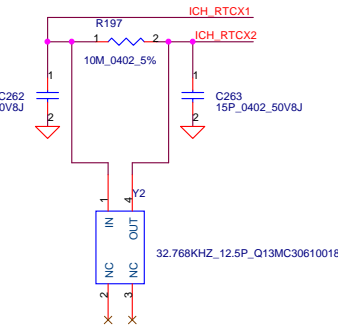 ICH_RTCX1
R197
ICH_RTCX2
1 2
10M_0402_5%
1 1
C262 C263
0V8J 15P_0402_50V8J
2 2
Y2
1 4
IN OUT
32.768KHZ_12.5P_Q13MC30610018
NC NC
2 3